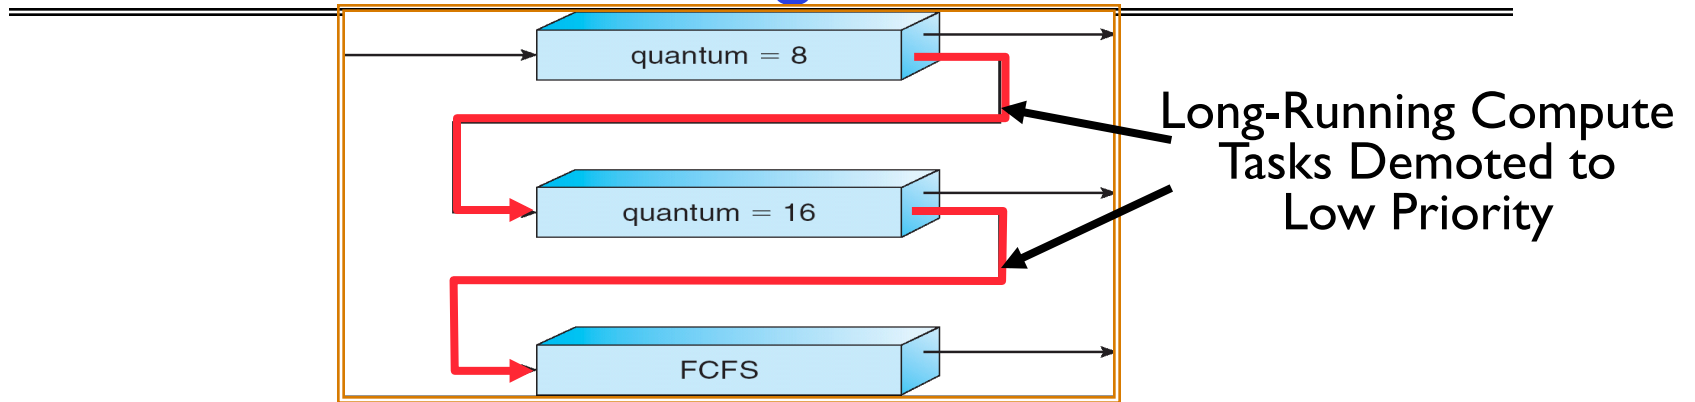 quantum = 8
Long-Running Compute
Tasks Demoted to
Low Priority
quantum = 16
FCFS